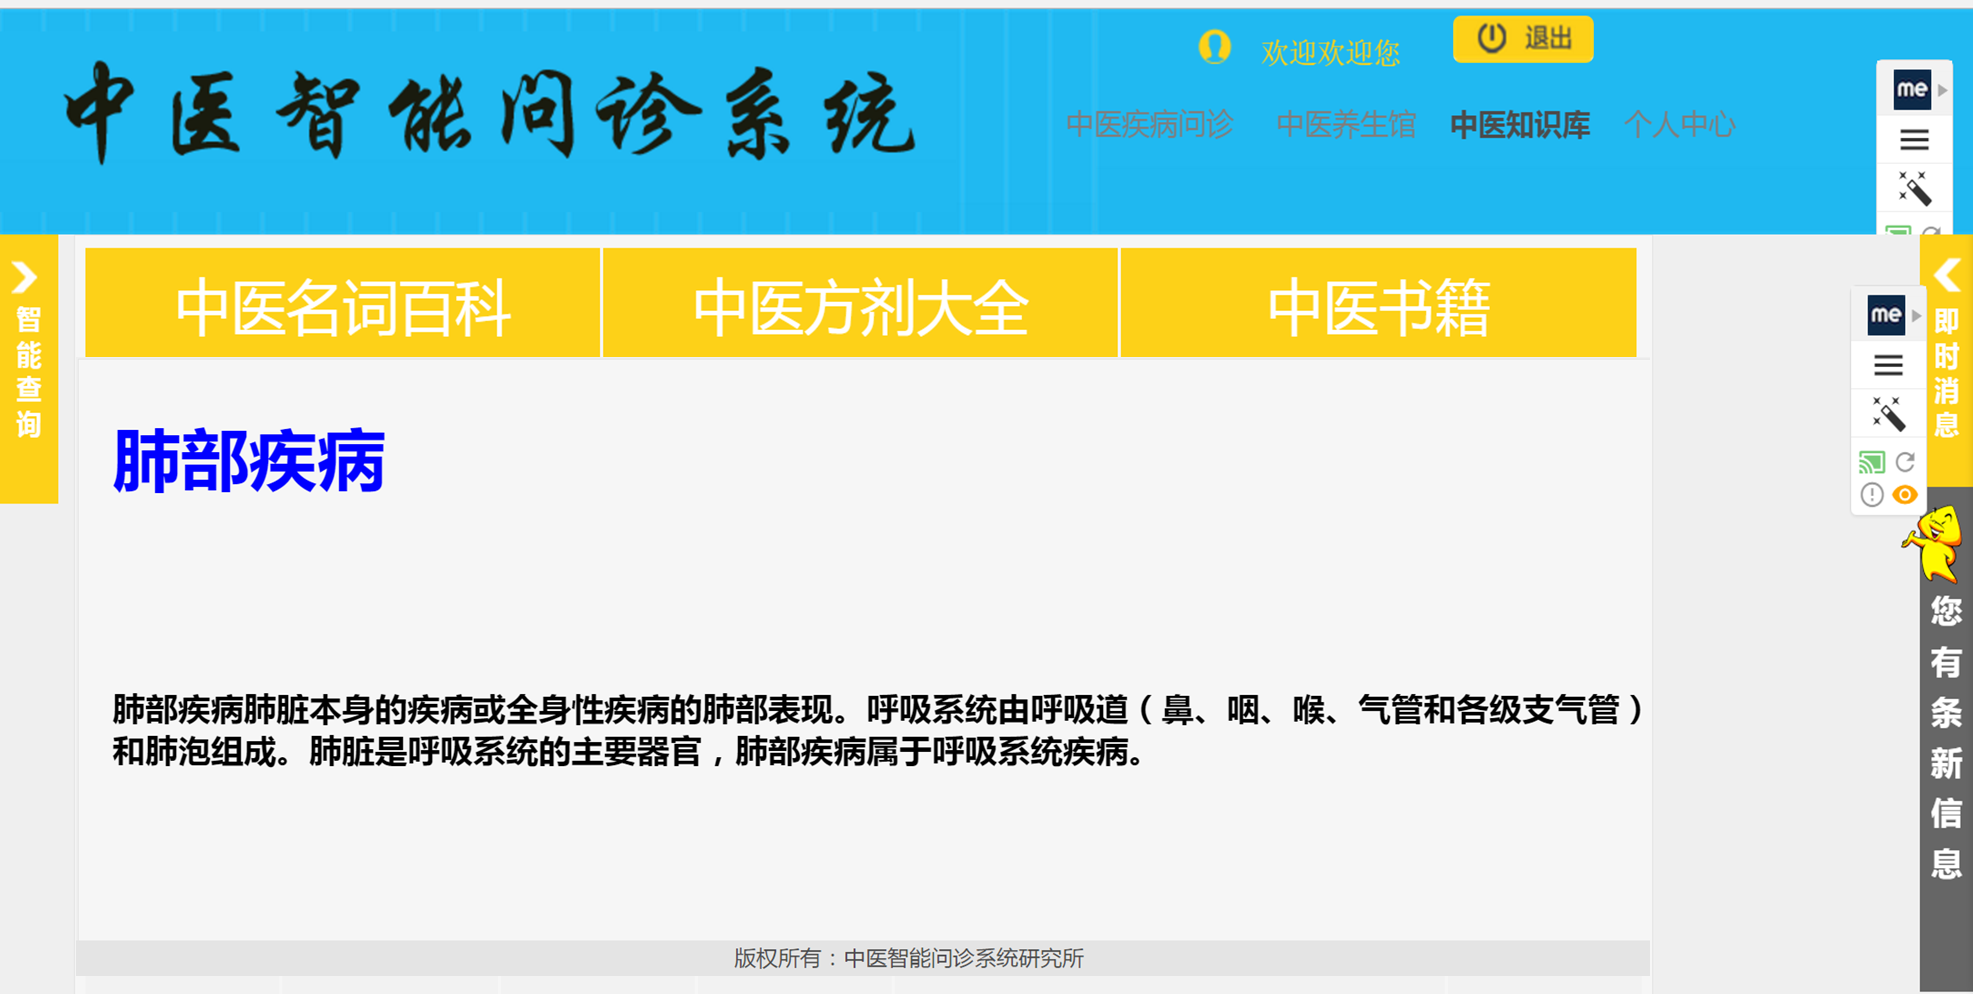 中医智能问诊系统
欢迎欢迎您
退出
中医疾病问诊
中医养生馆
中医知识库
个人中心
me
智能查询
中医名词百科
中医方剂大全
中医书籍
me
即时消息
肺部疾病
您有条新信息
肺部疾病肺脏本身的疾病或全身性疾病的肺部表现。呼吸系统由呼吸道（鼻、咽、喉、气管和各级支气管）
和肺泡组成。肺脏是呼吸系统的主要器官，肺部疾病属于呼吸系统疾病。
版权所有：中医智能问诊系统研究所